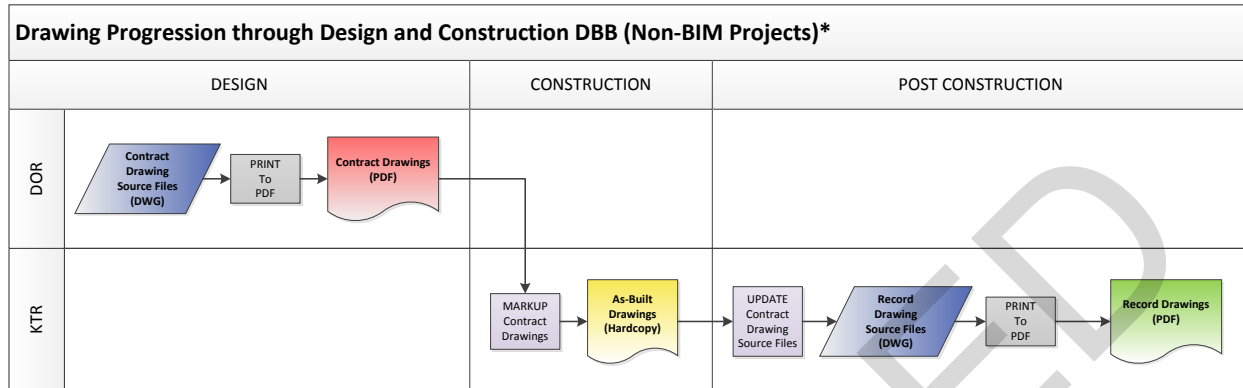 Drawing Progression through Design and Construction DBB (Non-BIM Projects)*
DESIGN
CONSTRUCTION
POST CONSTRUCTION
DOR
Contract
Drawing
Source Files
(DWG)
PRINT
To
PDF
Contract Drawings
(PDF)
KTR
MARKUP
Contract
Drawings
As-Built
Drawings
(Hardcopy)
UPDATE
Contract
Drawing
Source Files
Record
Drawing
Source Files
(DWG)
PRINT
To
PDF
Record Drawings
(PDF)
ED